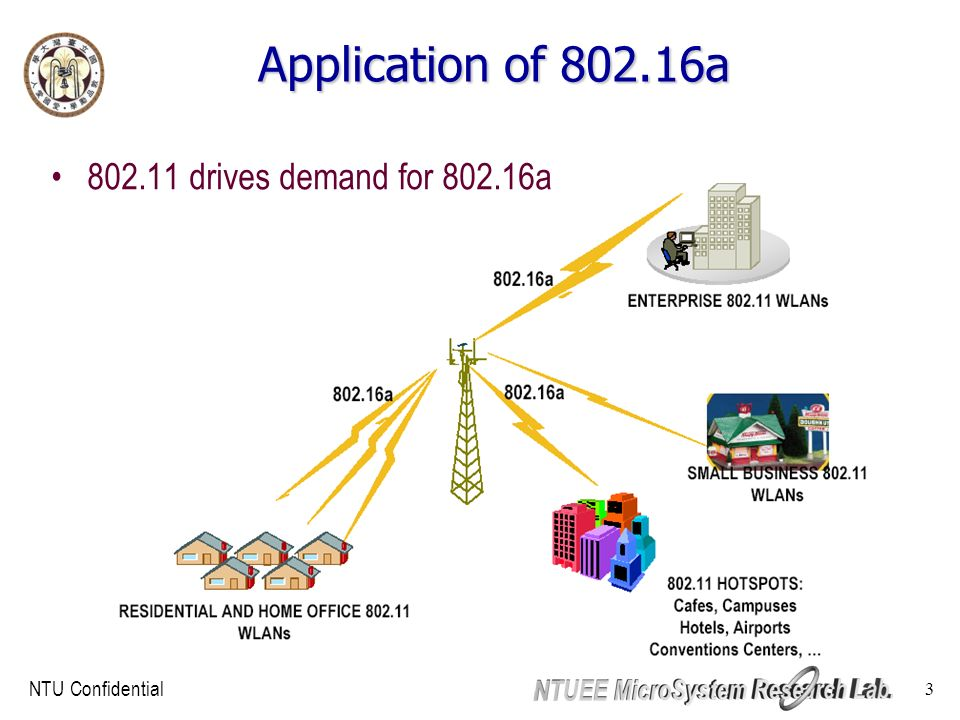 Application of 802.16a
• 802.11 drives demand for 802.16a
802.16a
ENTERPRISE 802.11 WLANs
802.16a
802.16a
SMALL BUSINESS 802.11
WLANs
RESIDENTIAL AND HOME OFFICE 802.11
WLANs
802.11 HOTSPOTS:
Cafes, Campuses
Hotels, Airports
Conventions Centers, …
NTU Confidential
NTUEE MicroSystem Research Lab.
3